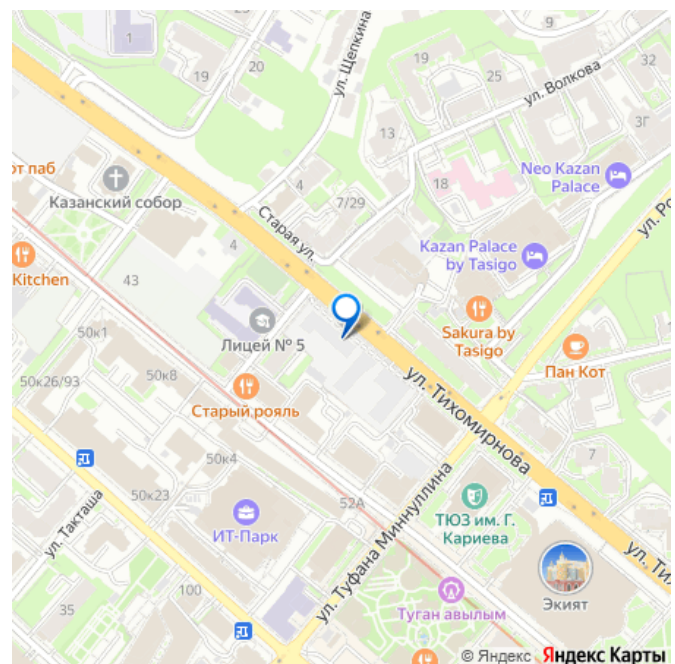 1
19
20
ул. Щепкина
19
9
25
32
ул. Волкова
13
3Г
18
Neo Kazan
Palace
от паб
Казанский собор
4
7/29
Старая ул.
4
Kazan Palace
by Tasigo
ул. Ро
Kitchen
43
Лицей № 5
Sakura by
Tasigo
Пан Кот
50к1
50к8
50к26/93
Старый рояль
ул. Тихомирнова
7
50к4
50к23
52А
ИТ-Парк
ТЮЗ им. Г.
Кариева
ул. Такташа
ул. Туфана Миннуллина
ул. Ти
Экият
100
35
Туган авылым
© Яндекс Яндекс Карты